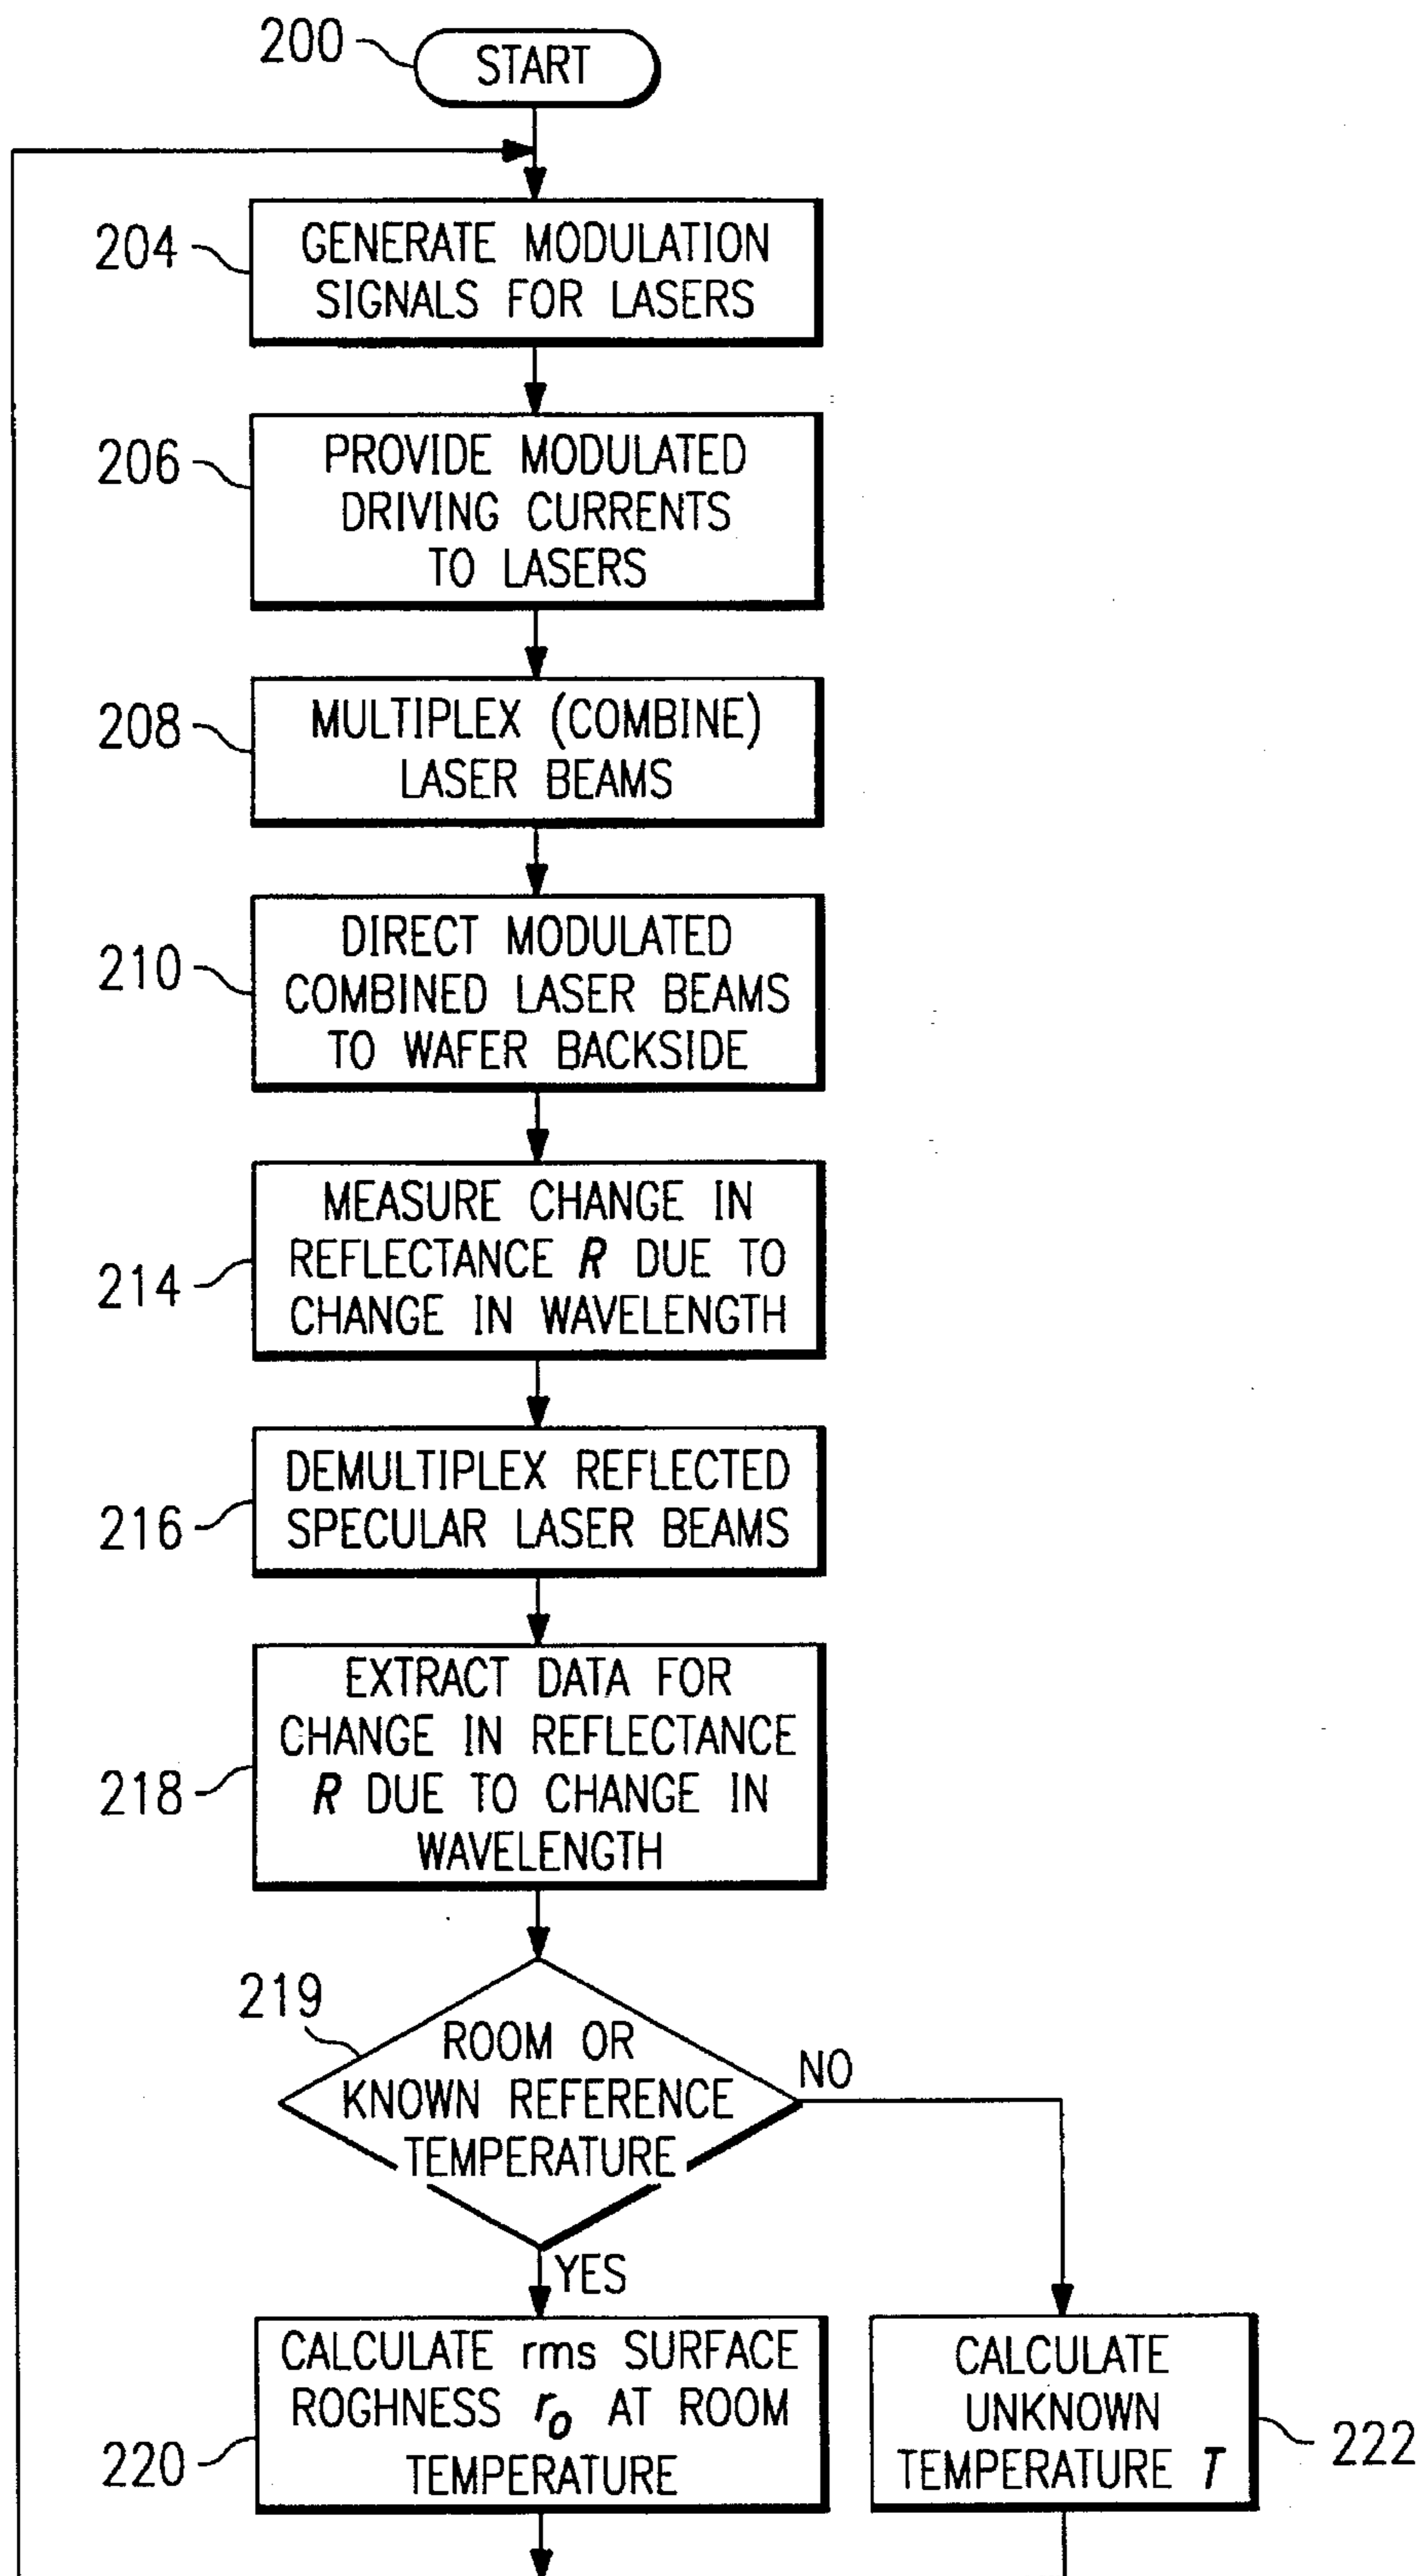 200
START
204
GENERATE MODULATION
SIGNALS FOR LASERS
206
PROVIDE MODULATED
DRIVING CURRENTS
TO LASERS
208
MULTIPLEX (COMBINE)
LASER BEAMS
210
DIRECT MODULATED
COMBINED LASER BEAMS
TO WAFER BACKSIDE
214
MEASURE CHANGE IN
REFLECTANCE R DUE TO
CHANGE IN WAVELENGTH
216
DEMULTIPLEX REFLECTED
SPECULAR LASER BEAMS
218
EXTRACT DATA FOR
CHANGE IN REFLECTANCE
R DUE TO CHANGE IN
WAVELENGTH
219
ROOM OR
KNOWN REFERENCE
TEMPERATURE
NO
YES
220
CALCULATE rms SURFACE
ROGHNESS ro AT ROOM
TEMPERATURE
CALCULATE
UNKNOWN
TEMPERATURE T
222